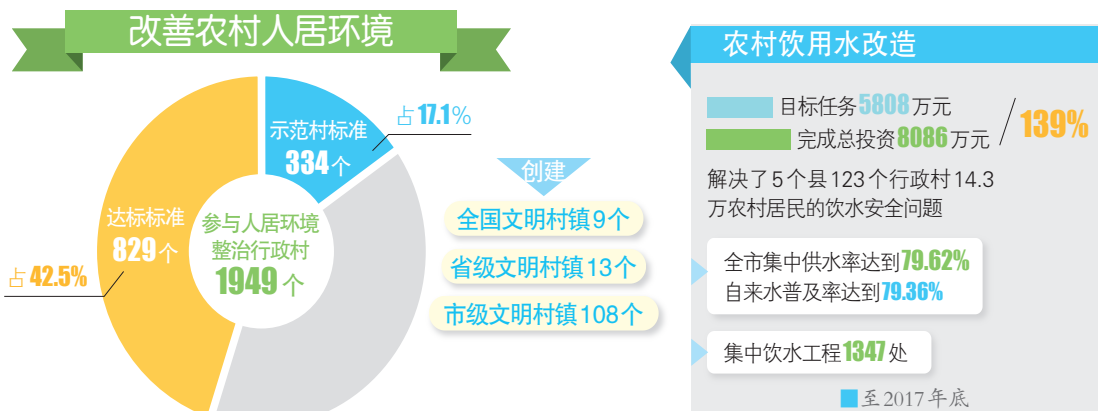 改善农村人居环境
占17.1%
示范村标准
334个
达标标准
829个
占42.5%
参与人居环境
整治行政村
1949个
创建
全国文明村镇9个
省级文明村镇13个
市级文明村镇108个
农村饮用水改造
目标任务5808万元
完成总投资8086万元
/139%
解决了5个县123个行政村14.3
万农村居民的饮水安全问题
全市集中供水率达到79.62%
自来水普及率达到79.36%
集中饮水工程1347处
至2017年底